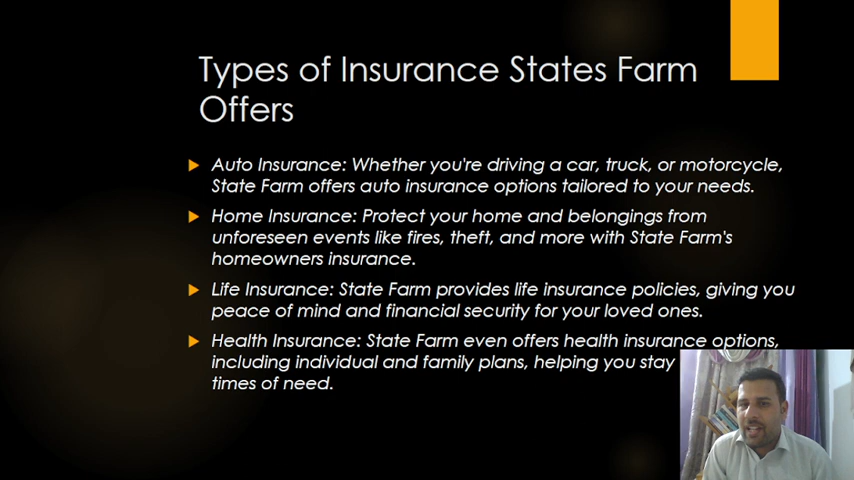 Types of Insurance States Farm
Offers
Auto Insurance: Whether you're driving a car, truck, or motorcycle,
State Farm offers auto insurance options tailored to your needs.
Home Insurance: Protect your home and belongings from
unforeseen events like fires, theft, and more with State Farm's
homeowners insurance.
Life Insurance: State Farm provides life insurance policies, giving you
peace of mind and financial security for your loved ones.
Health Insurance: State Farm even offers health insurance options,
including individual and family plans, helping you stay
times of need.